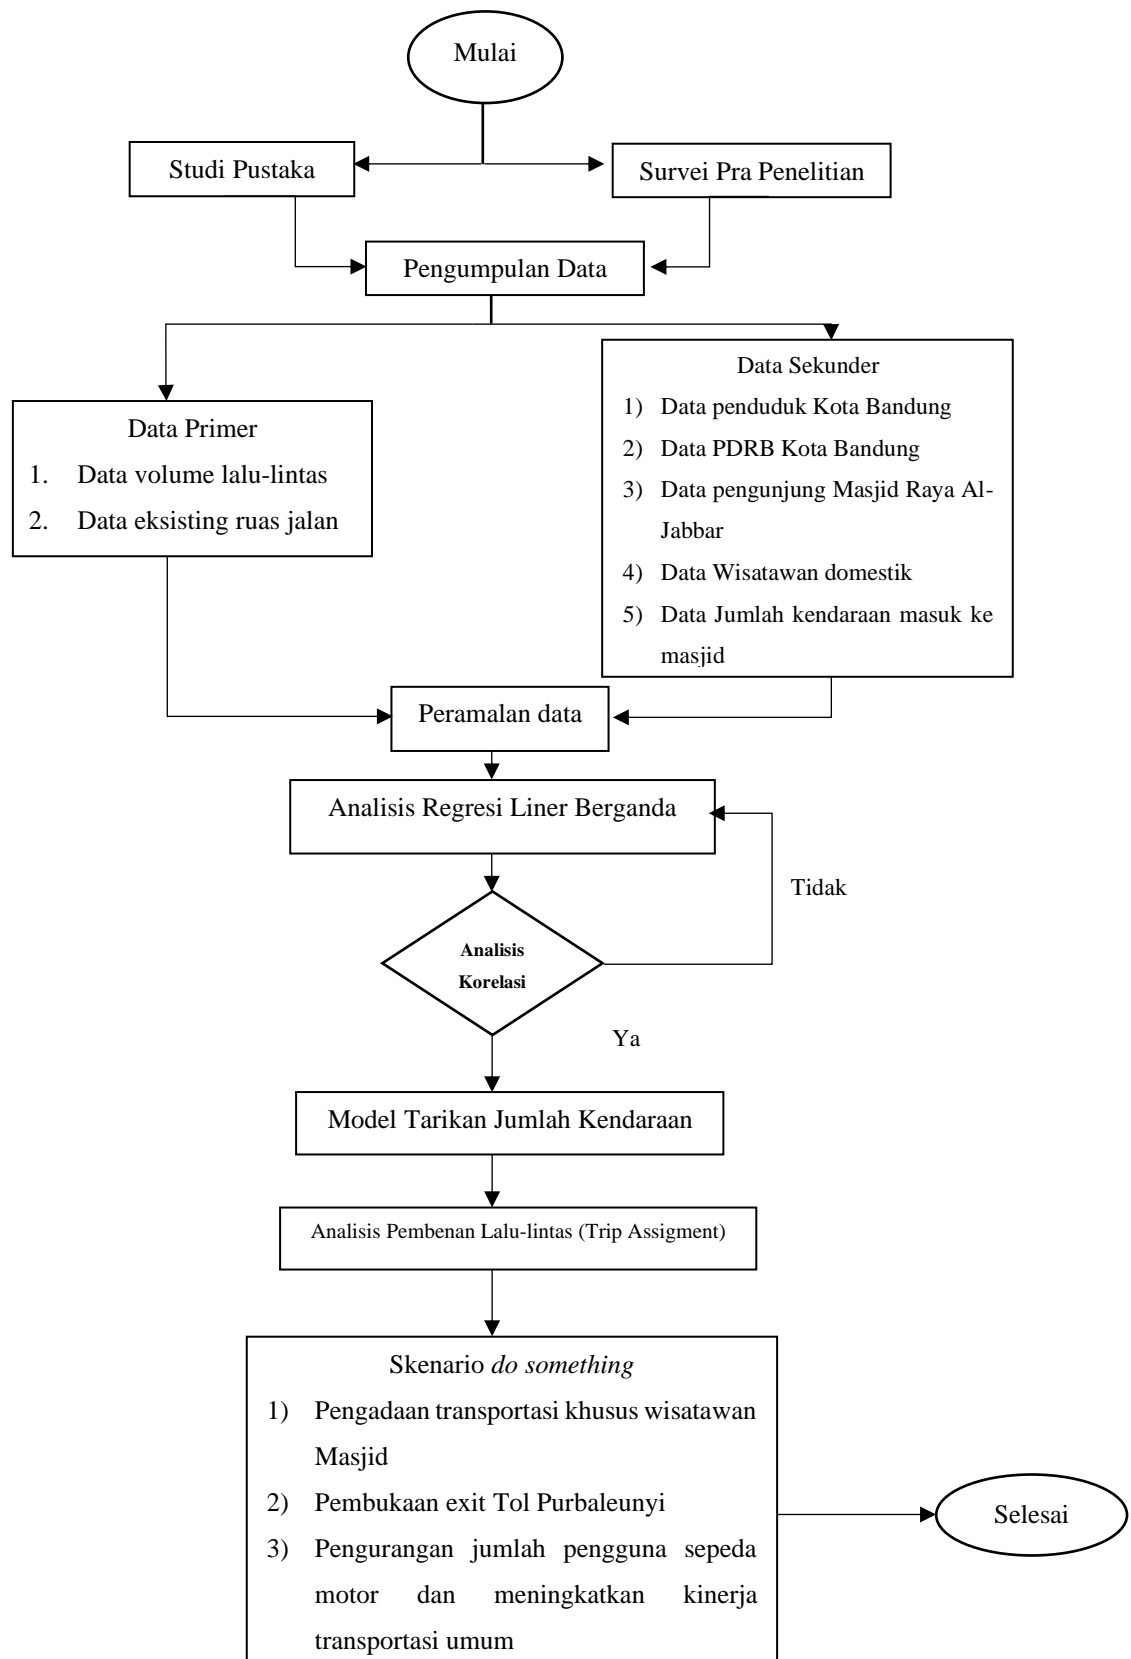 Mulai
Studi Pustaka
Survei Pra Penelitian
Pengumpulan Data
Data Primer
1. Data volume lalu-lintas
2. Data eksisting ruas jalan
Data Sekunder
1) Data penduduk Kota Bandung
2) Data PDRB Kota Bandung
3) Data pengunjung Masjid Raya Al-
Jabbar
4) Data Wisatawan domestik
5) Data Jumlah kendaraan masuk ke
masjid
Peramalan data
Analisis Regresi Liner Berganda
Tidak
Analisis
Korelasi
Ya
Model Tarikan Jumlah Kendaraan
Analisis Pembenan Lalu-lintas (Trip Assigment)
Skenario do something
1) Pengadaan transportasi khusus wisatawan
Masjid
2) Pembukaan exit Tol Purbaleunyi
3) Pengurangan jumlah pengguna sepeda
motor dan meningkatkan kinerja
transportasi umum
Selesai